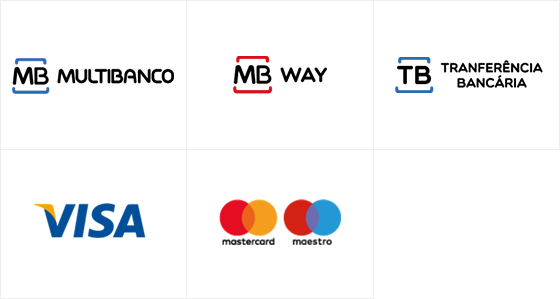 MB MULTIBANCO
MB WAY
TB TRANFERÊNCIA
BANCÁRIA
VISA
mastercard
maestro